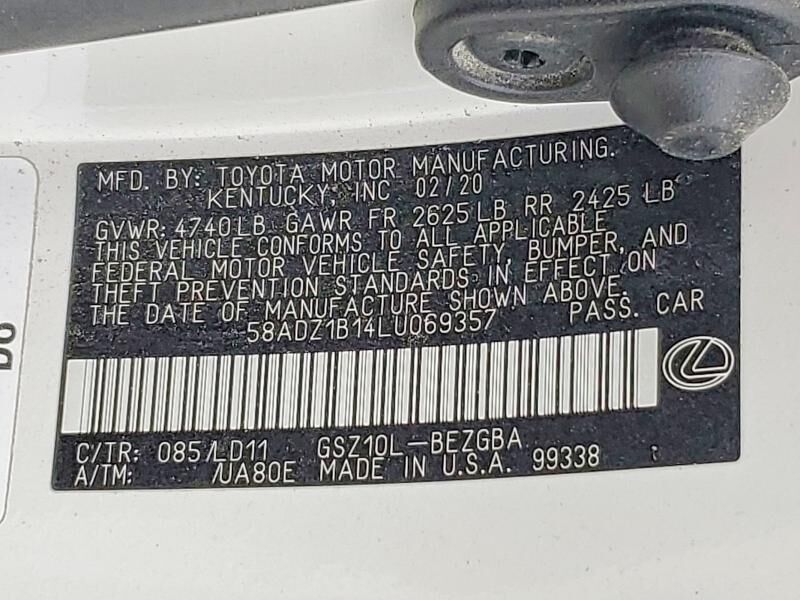 MFD. BY: TOYOTA MOTOR MANUFACTURING.
KENTUCKY, INC 02/20
GVWR: 4740LB GAWR FR 2625LB RR 2425 LB
THIS VEHICLE CONFORMS TO ALL APPLICABLE
FEDERAL MOTOR VEHICLE SAFETY, BUMPER, AND
THEFT PREVENTION STANDARDS IN EFFECT ON
THE DATE OF MANUFACTURE SHOWN ABOVE.
58ADZ1B14LU069357 PASS. CAR
C/TR: 085/LD11 GSZ10L-BEZGBA
A/TM: /UA80E MADE IN U.S.A. 99338